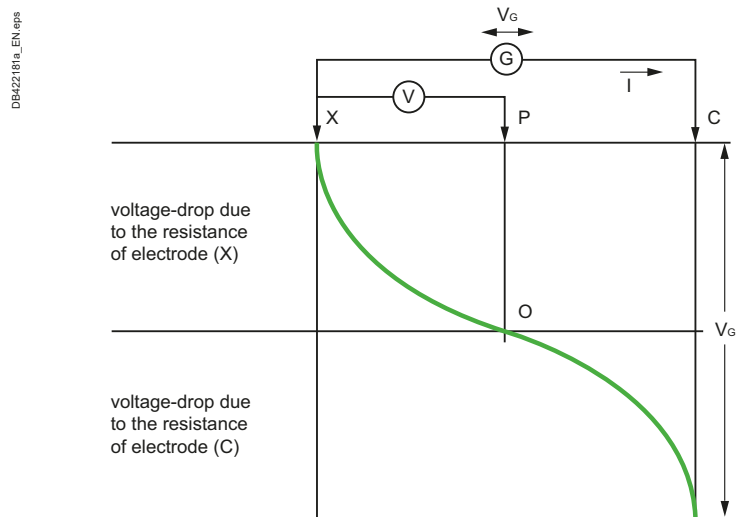 DB422181a_EN.eps
VG
G
I
V
X
P
C
voltage-drop due
to the resistance
of electrode (X)
O
VG
voltage-drop due
to the resistance
of electrode (C)